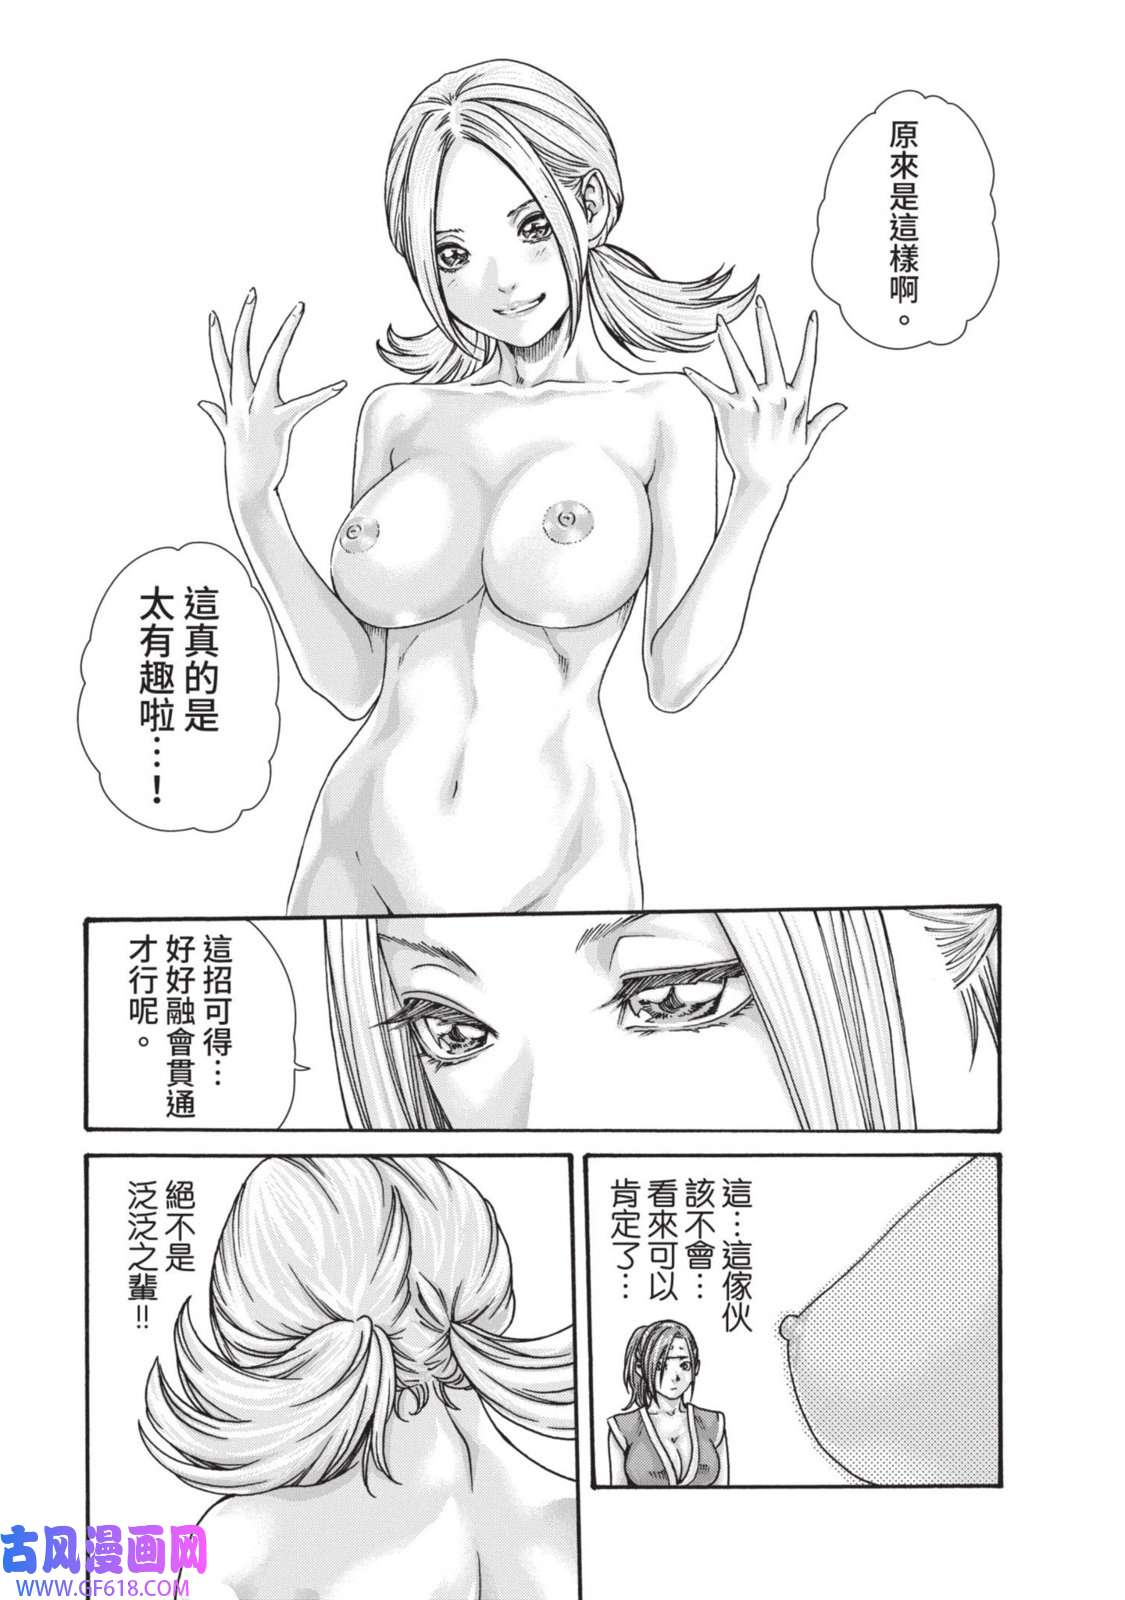 原來是這樣啊。
這真的是
太有趣啦…！
這招可得…
好好融會貫通
才行呢。
這…這傢伙
該不會…
看來可以
肯定了…
絕不是
泛泛之輩!!
古风漫画网
WWW.GF618.COM